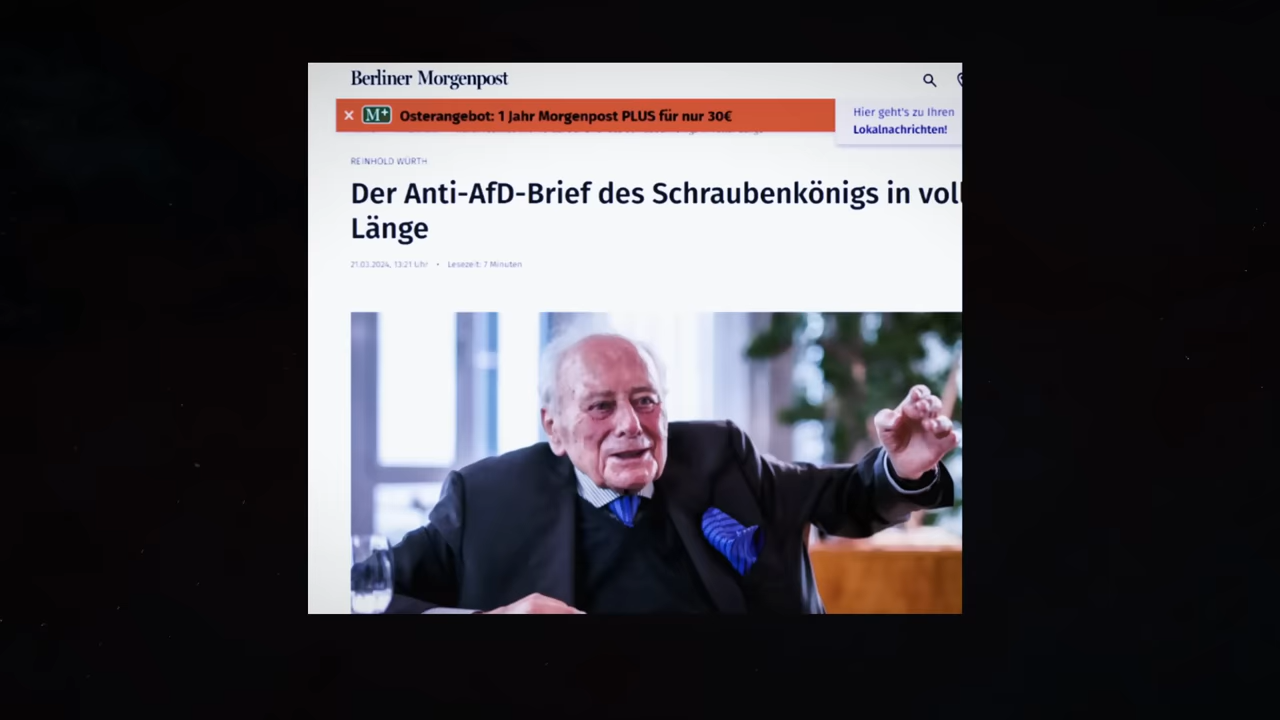 Berliner Morgenpost
× M+ Osterangebot: 1 Jahr Morgenpost PLUS für nur 30€
Hier geht's zu Ihren
Lokalnachrichten!
REINHOLD WÜRTH
Der Anti-AfD-Brief des Schraubenkönigs in voll
Länge
21.03.2024, 13:21 Uhr • Lesezeit: 7 Minuten